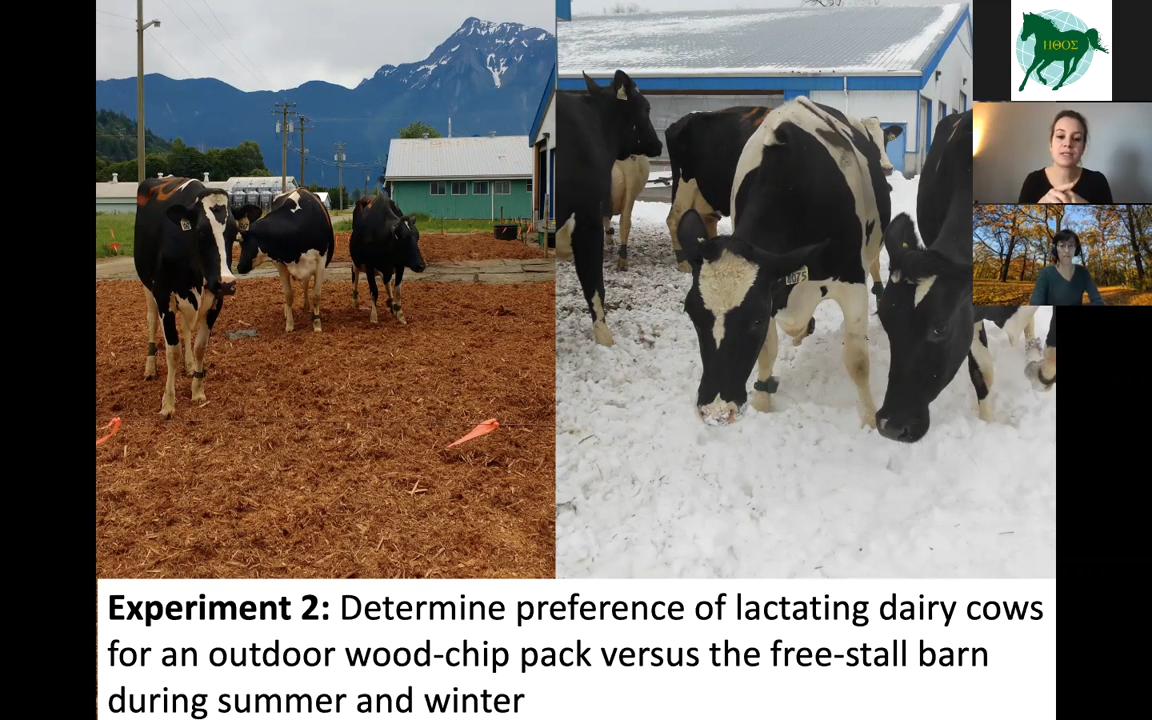 ΗΘΟΣ
8075
Experiment 2: Determine preference of lactating dairy cows
for an outdoor wood-chip pack versus the free-stall barn
during summer and winter